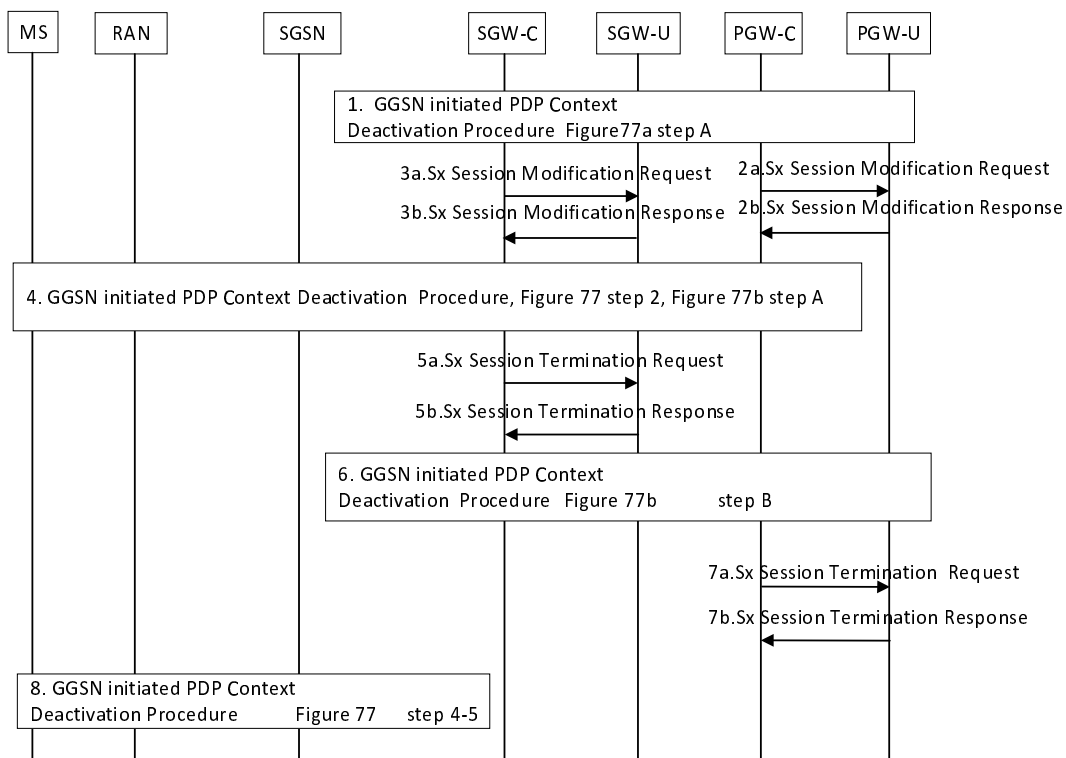 MS
RAN
SGSN
SGW-C
SGW-U
PGW-C
PGW-U
1. GGSN initiated PDP Context
Deactivation Procedure Figure77a step A
3a.Sx Session Modification Request
2a.Sx Session Modification Request
3b.Sx Session Modification Response
2b.Sx Session Modification Response
4. GGSN initiated PDP Context Deactivation Procedure, Figure 77 step 2, Figure 77b step A
5a.Sx Session Termination Request
5b.Sx Session Termination Response
6. GGSN initiated PDP Context
Deactivation Procedure Figure 77b step B
7a.Sx Session Termination Request
7b.Sx Session Termination Response
8. GGSN initiated PDP Context
Deactivation Procedure Figure 77 step 4-5